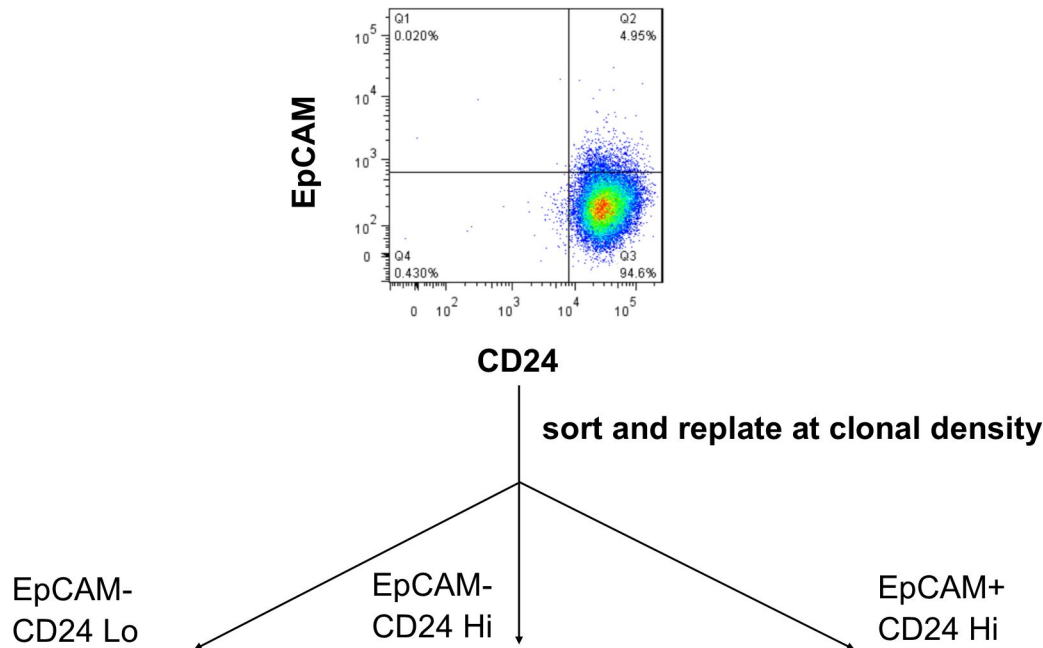 Q1
0.020%
Q2
4.95%
10^5
10^4
10^3
10^2
0
EpCAM
Q4
0.430%
Q3
94.6%
0 10^2 10^3 10^4 10^5
CD24
sort and replate at clonal density
EpCAM-
CD24 Lo
EpCAM-
CD24 Hi
EpCAM+
CD24 Hi